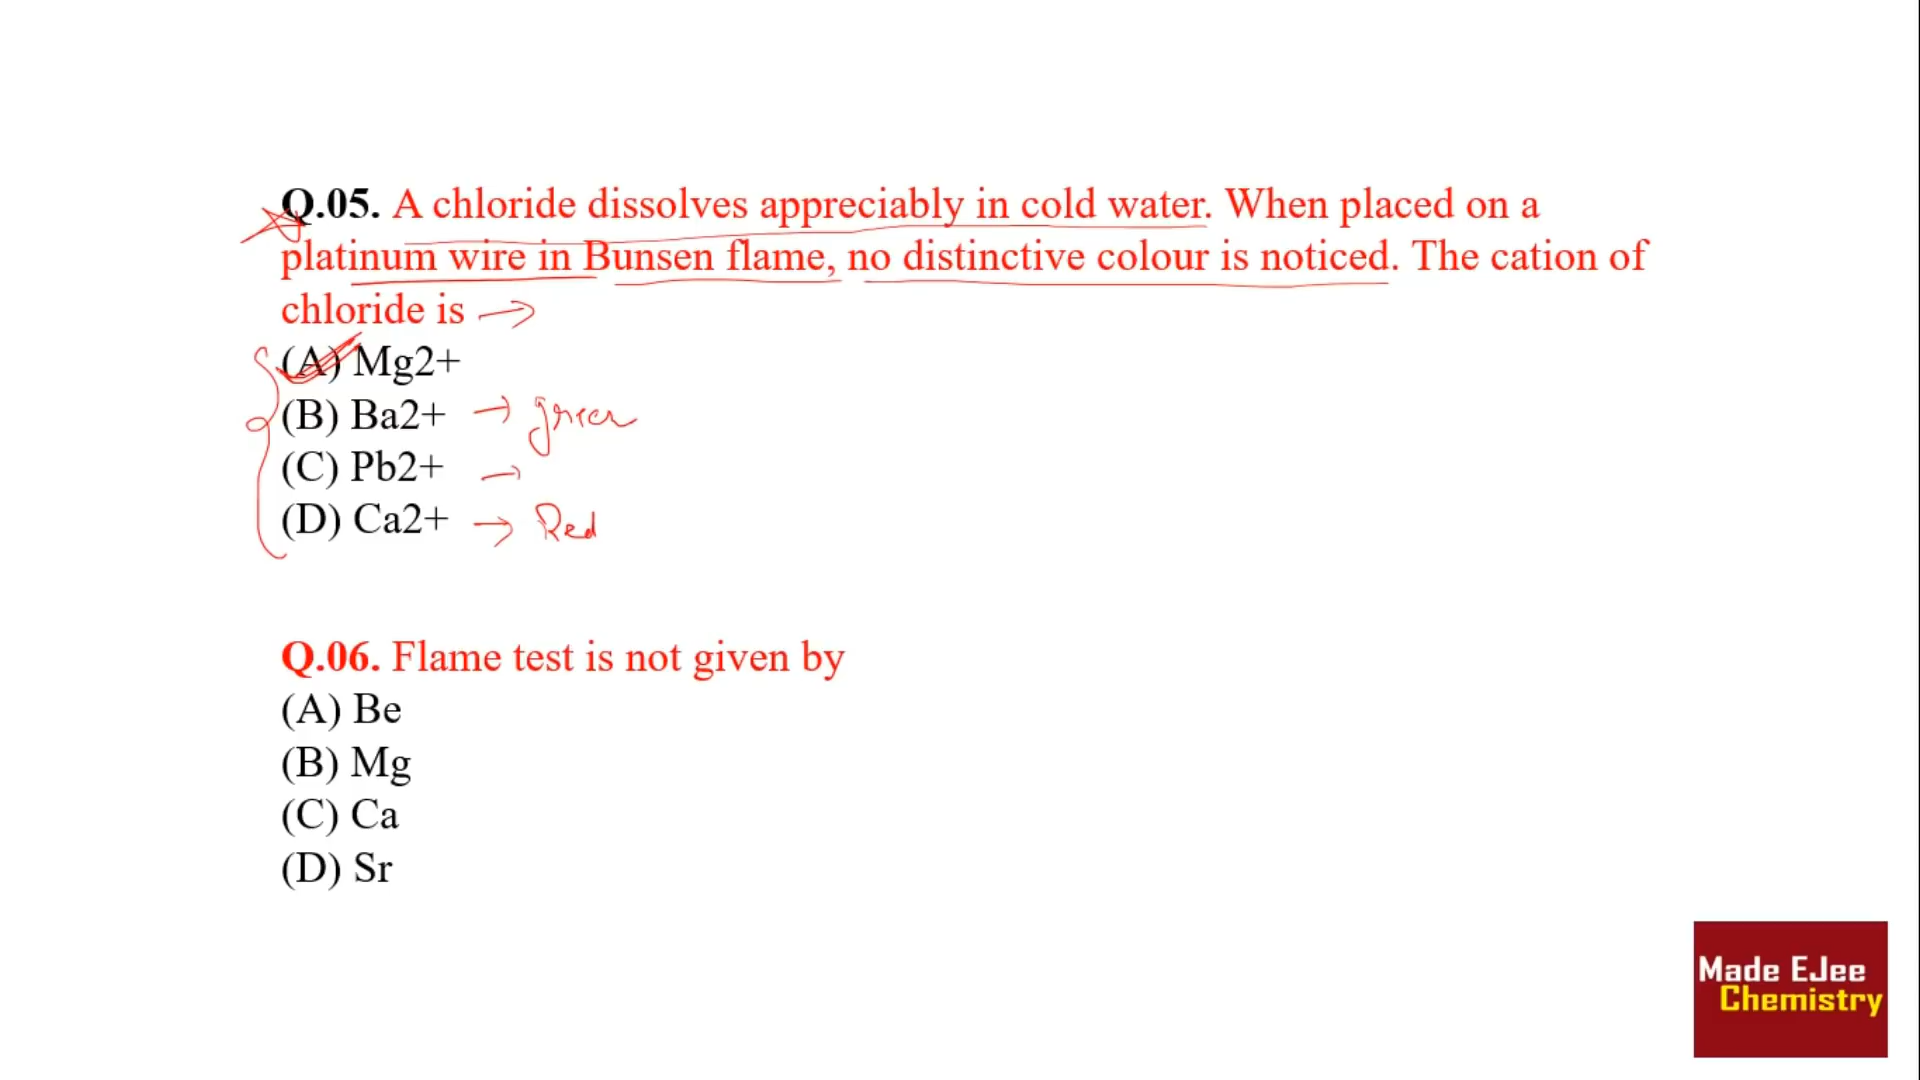 Q.05. A chloride dissolves appreciably in cold water. When placed on a
platinum wire in Bunsen flame, no distinctive colour is noticed. The cation of
chloride is →
(A) Mg2+
(B) Ba2+ → green
(C) Pb2+ →
(D) Ca2+ → Red
Q.06. Flame test is not given by
(A) Be
(B) Mg
(C) Ca
(D) Sr
Made EJee
Chemistry